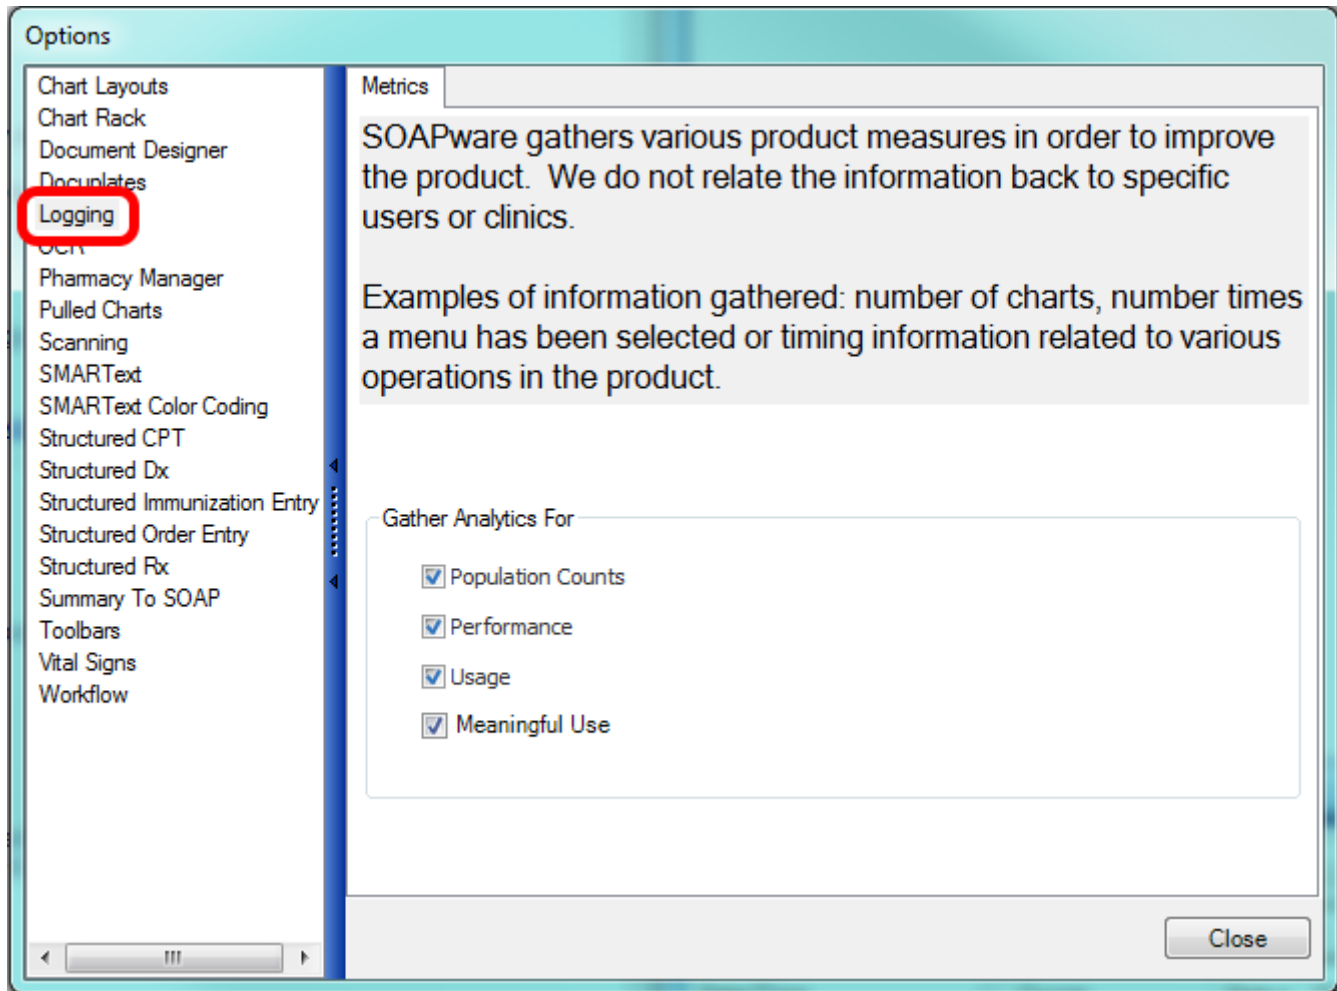 Options
Chart Layouts
Chart Rack
Document Designer
Docuplates
Logging
OCR
Pharmacy Manager
Pulled Charts
Scanning
SMARText
SMARText Color Coding
Structured CPT
Structured Dx
Structured Immunization Entry
Structured Order Entry
Structured Rx
Summary To SOAP
Toolbars
Vital Signs
Workflow
Metrics
SOAPware gathers various product measures in order to improve
the product. We do not relate the information back to specific
users or clinics.
Examples of information gathered: number of charts, number times
a menu has been selected or timing information related to various
operations in the product.
Gather Analytics For
Population Counts
Performance
Usage
Meaningful Use
Close